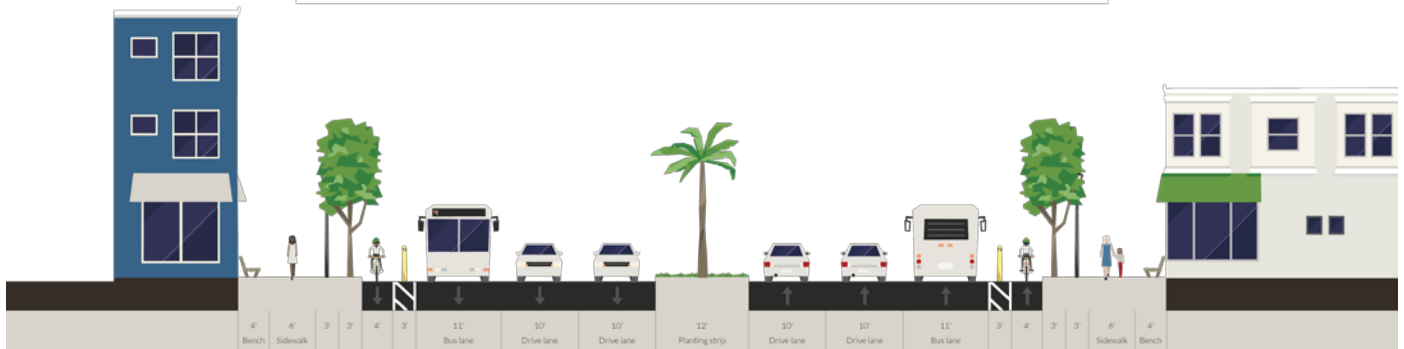 4' 6' 3' 3' 4' 3' 11' 10' 10' 12' 10' 10' 11' 3' 4' 3' 3' 6' 4'
Bench Sidewalk Bus lane Drive lane Drive lane Planting strip Drive lane Drive lane Bus lane Sidewalk Bench